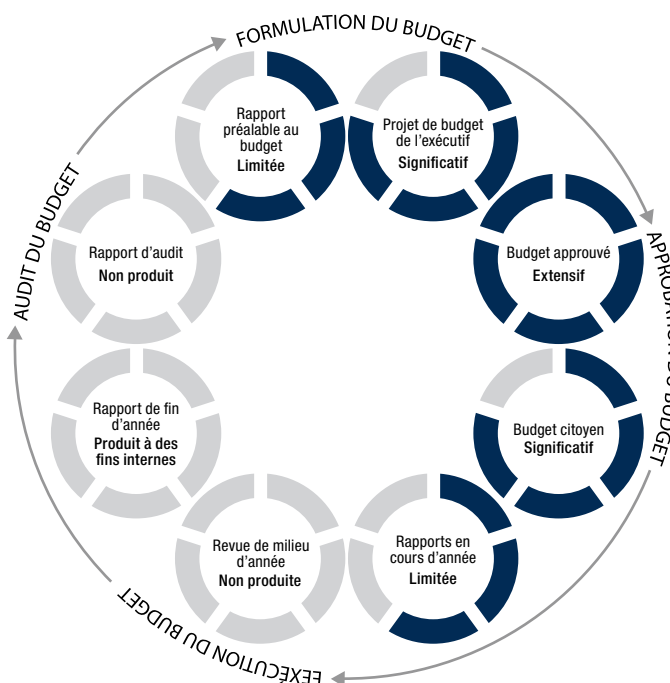 FORMULATION DU BUDGET
Rapport
préalable au
budget
Limitée
Projet de budget
de l'exécutif
Significatif
APPROBATION DU BUDGET
Budget approuvé
Extensif
Budget citoyen
Significatif
Rapports en
cours d'année
Limitée
EEXÉCUTION DU BUDGET
Revue de milieu
d'année
Non produite
Rapport de fin
d'année
Produit à des
fins internes
AUDIT DU BUDGET
Rapport d'audit
Non produit